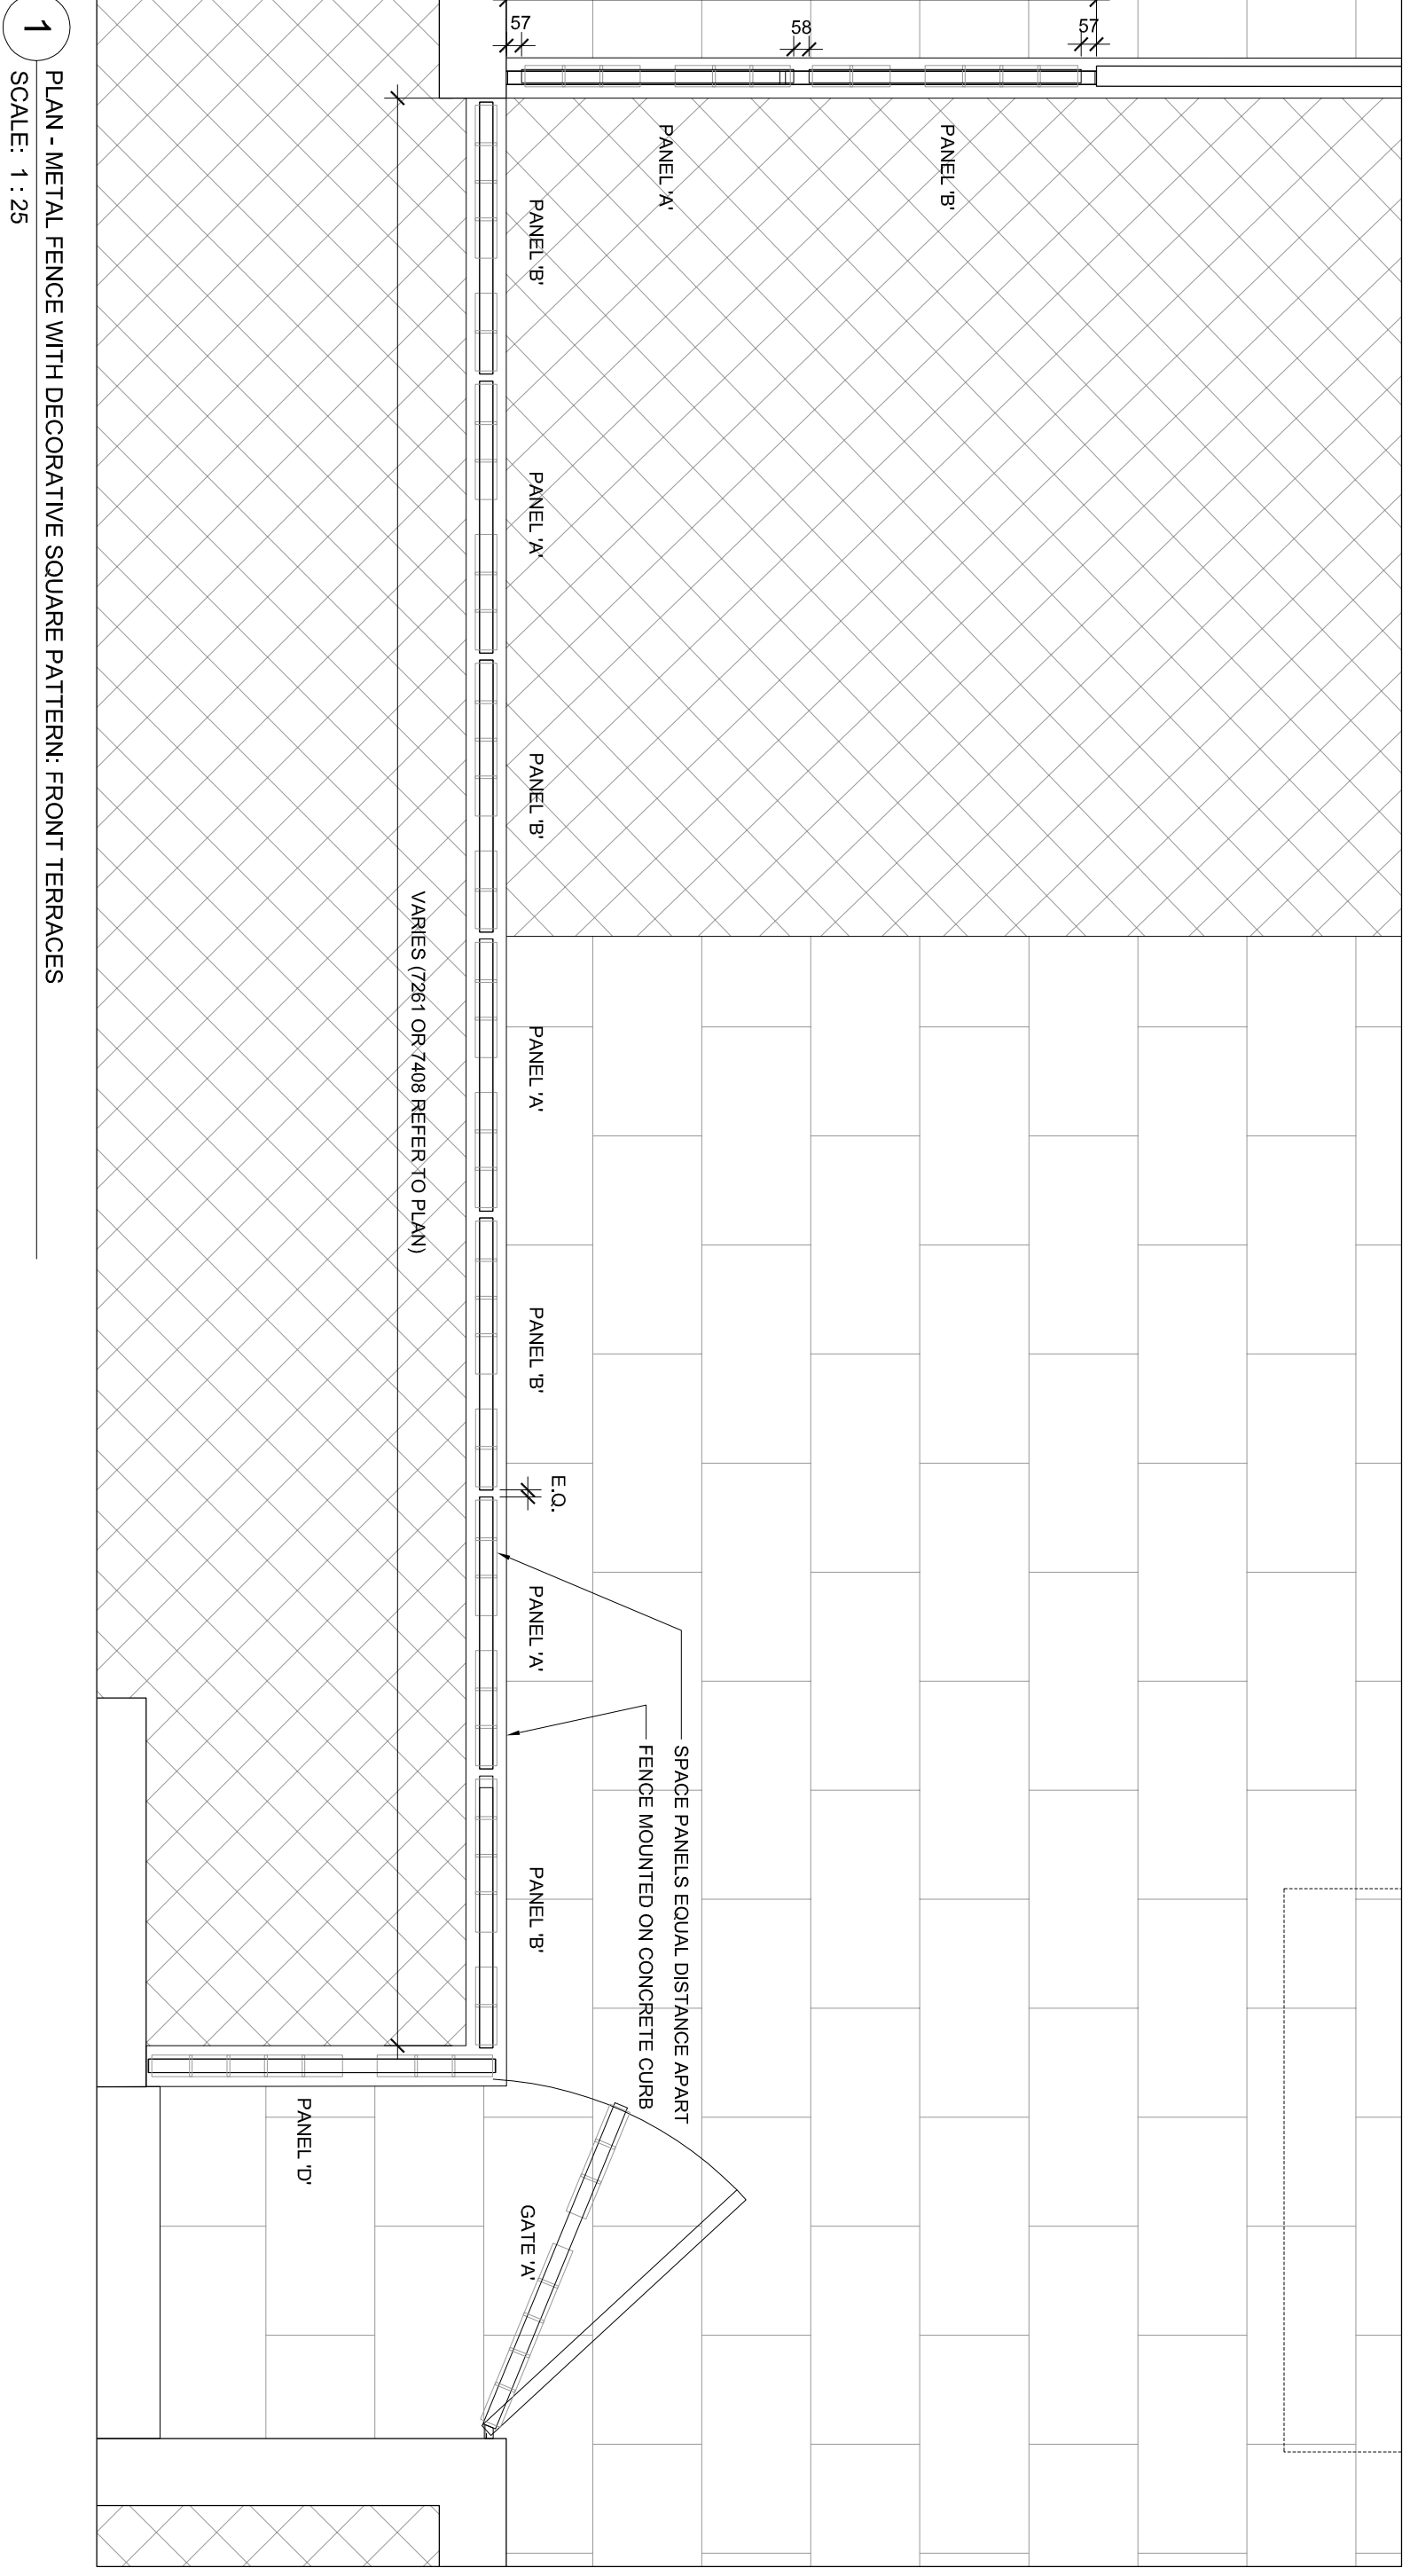 57
58
57
PANEL 'A'
PANEL 'B'
PANEL 'B'
PANEL 'A'
PANEL 'B'
PANEL 'A'
PANEL 'B'
PANEL 'A'
PANEL 'B'
E.Q.
SPACE PANELS EQUAL DISTANCE APART
FENCE MOUNTED ON CONCRETE CURB
VARIES (7261 OR 7408 REFER TO PLAN)
PANEL 'D'
GATE 'A'
1
PLAN - METAL FENCE WITH DECORATIVE SQUARE PATTERN: FRONT TERRACES
SCALE: 1 : 25